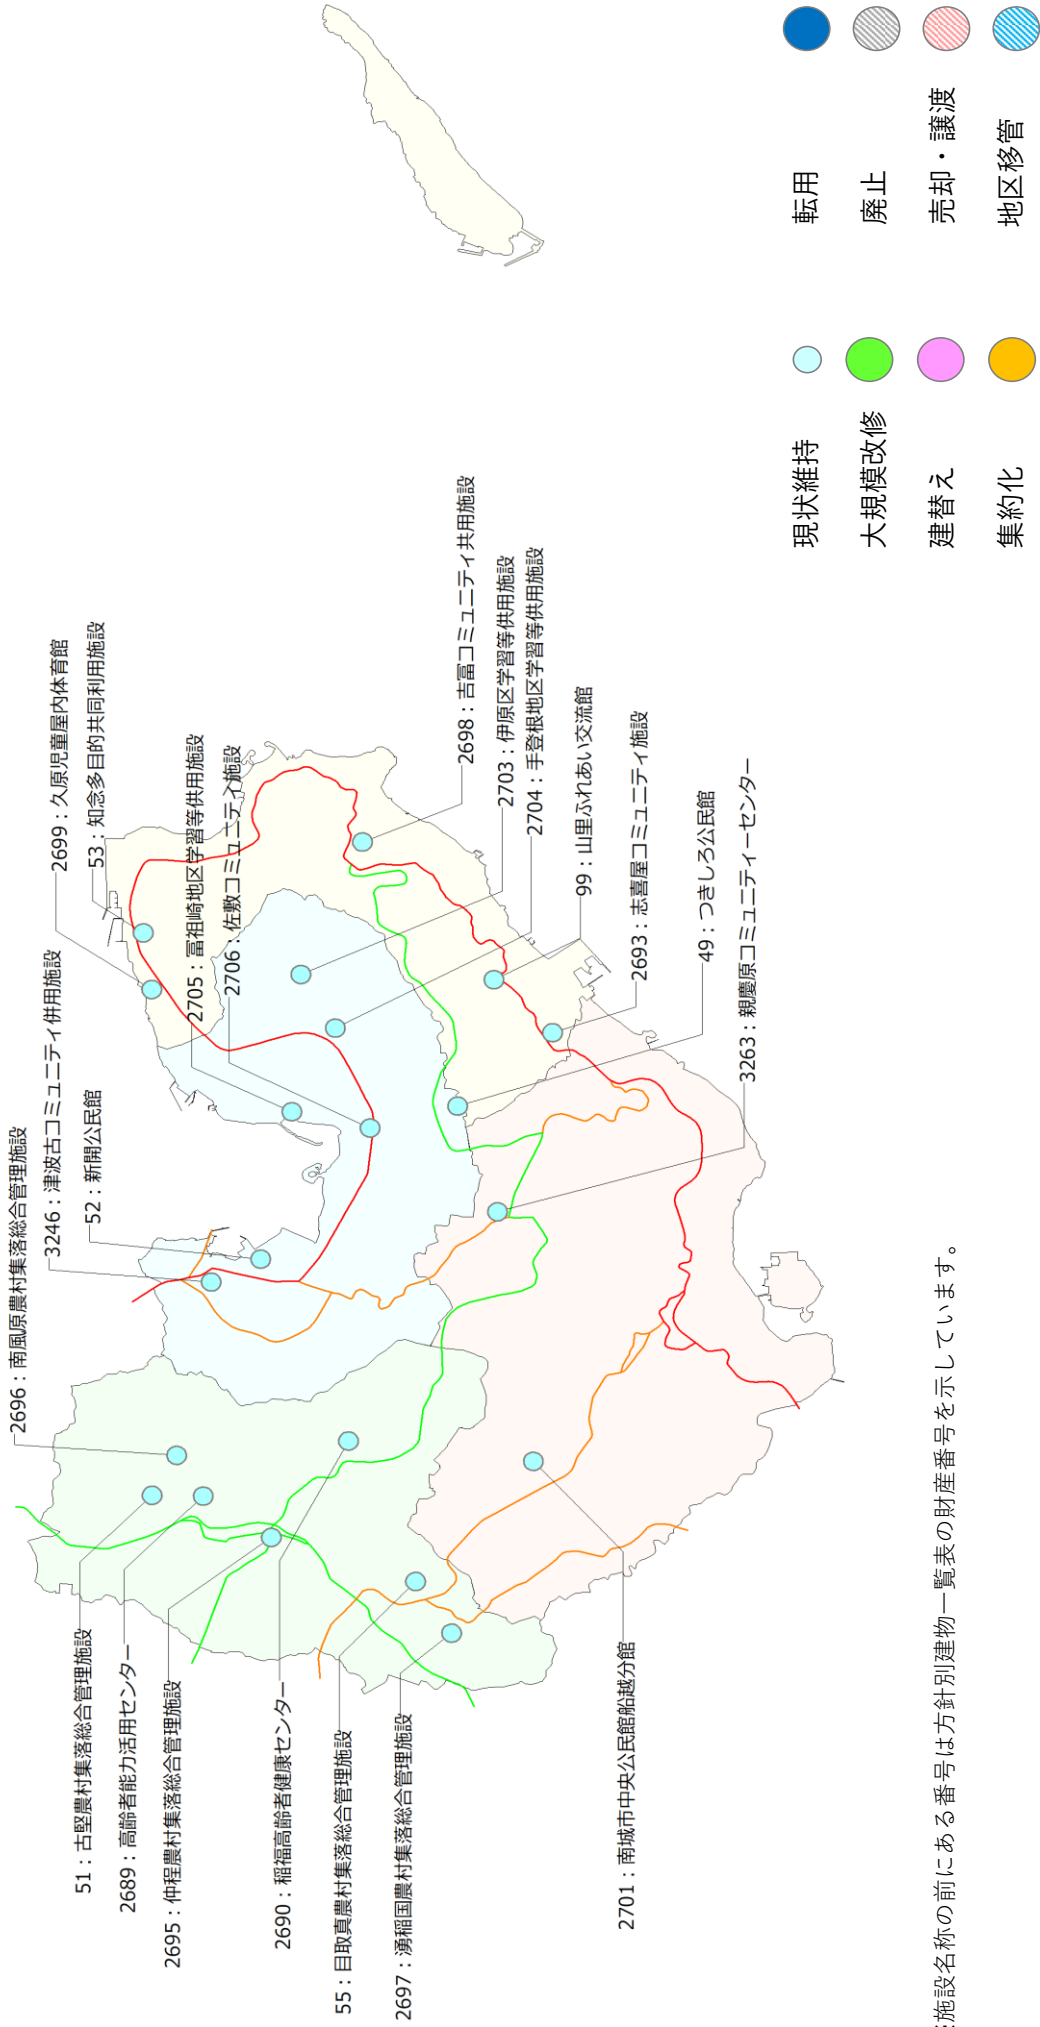 2696：南風原農村集落総合管理施設
3246：津波古コミュニティ併用施設
52：新開公民館
2699：久原児童屋内体育館
53：知念多目的共同利用施設
2705：冨祖崎地区学習等供用施設
2706：佐敷コミュニティ施設
2698：吉冨コミュニティ共用施設
2703：伊原区学習等供用施設
2704：手登根地区学習等供用施設
99：山里ふれあい交流館
2693：志喜屋コミュニティ施設
49：つきしろ公民館
3263：親慶原コミュニティーセンター
51：古堅農村集落総合管理施設
2689：高齢者能力活用センター
2695：仲程農村集落総合管理施設
2690：稲福高齢者健康センター
55：目取真農村集落総合管理施設
2697：湧稲国農村集落総合管理施設
2701：南城市中央公民館船越分館
現状維持
大規模改修
建替え
集約化
転用
廃止
売却・譲渡
地区移管
施設名称の前にある番号は方針別建物一覧表の財産番号を示しています。